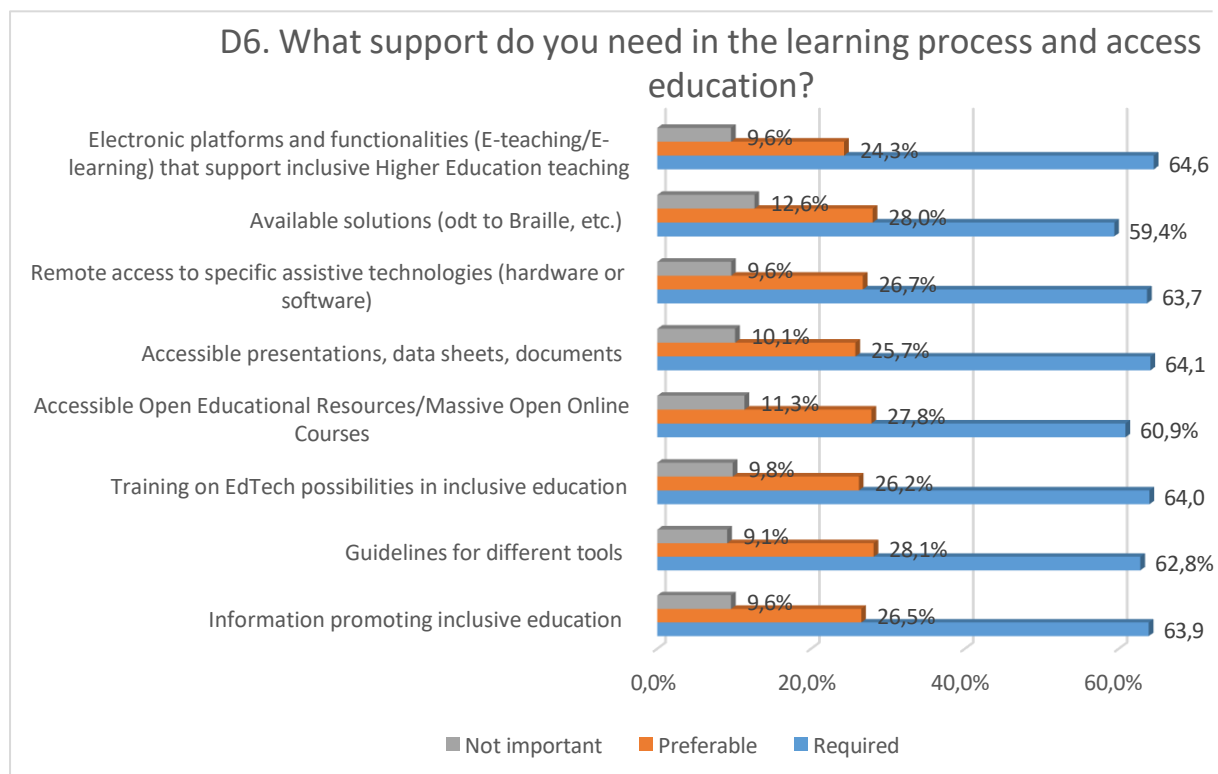 D6. What support do you need in the learning process and access
education?
Electronic platforms and functionalities (E-teaching/E-
learning) that support inclusive Higher Education teaching
9,6%
24,3%
64,6
Available solutions (odt to Braille, etc.)
12,6%
28,0%
59,4%
Remote access to specific assistive technologies (hardware or
software)
9,6%
26,7%
63,7
Accessible presentations, data sheets, documents
10,1%
25,7%
64,1
Accessible Open Educational Resources/Massive Open Online
Courses
11,3%
27,8%
60,9%
Training on EdTech possibilities in inclusive education
9,8%
26,2%
64,0
Guidelines for different tools
9,1%
28,1%
62,8%
Information promoting inclusive education
9,6%
26,5%
63,9
0,0% 20,0% 40,0% 60,0%
Not important Preferable Required